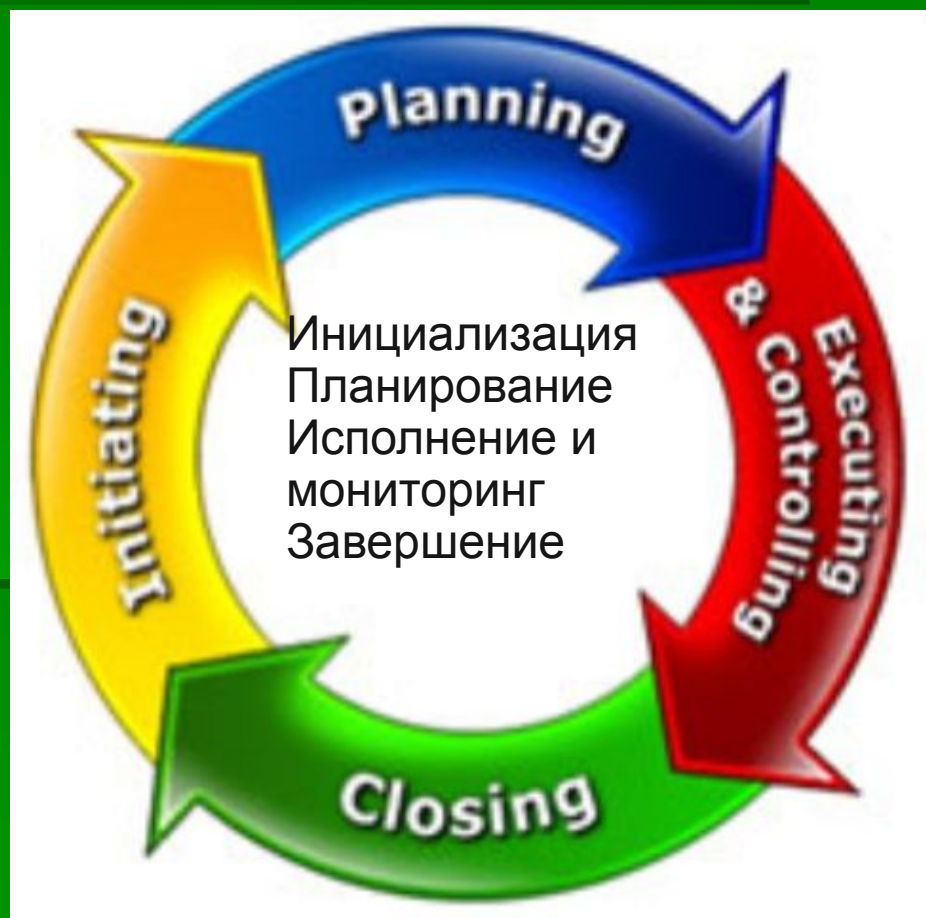 Planning
Initiating
Executing
& Controlling
Инициализация
Планирование
Исполнение и
мониторинг
Завершение
Closing